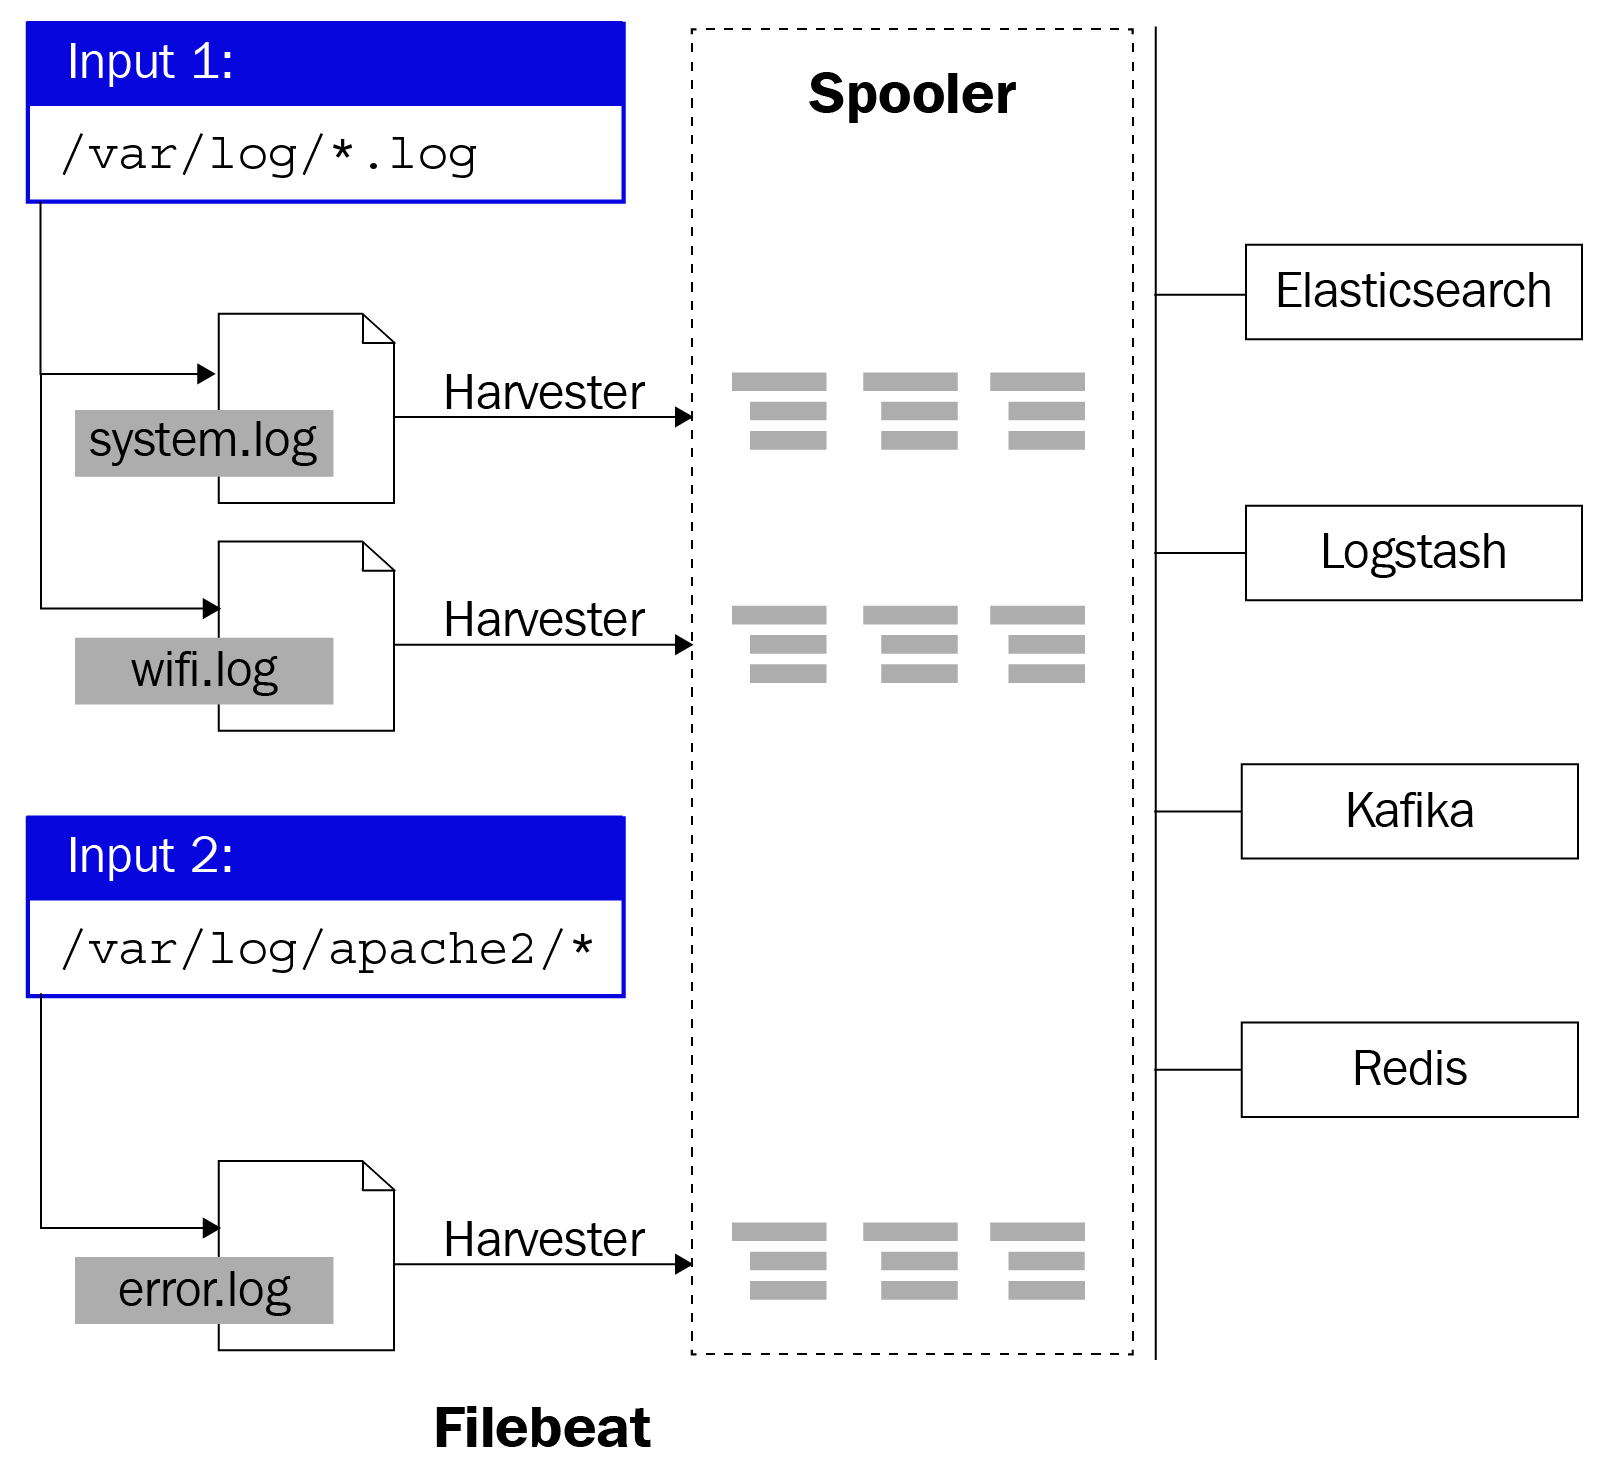 Input 1:
/var/log/*.log
system.log
Harvester
wifi.log
Harvester
Input 2:
/var/log/apache2/*
error.log
Harvester
Spooler
Elasticsearch
Logstash
Kafika
Redis
Filebeat